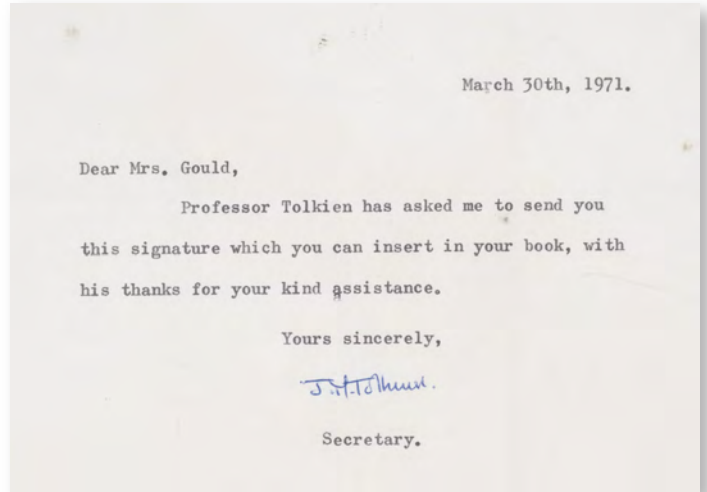 March 30th, 1971.
Dear Mrs. Gould,
Professor Tolkien has asked me to send you
this signature which you can insert in your book, with
his thanks for your kind assistance.
Yours sincerely,
J.H.Tolkien.
Secretary.